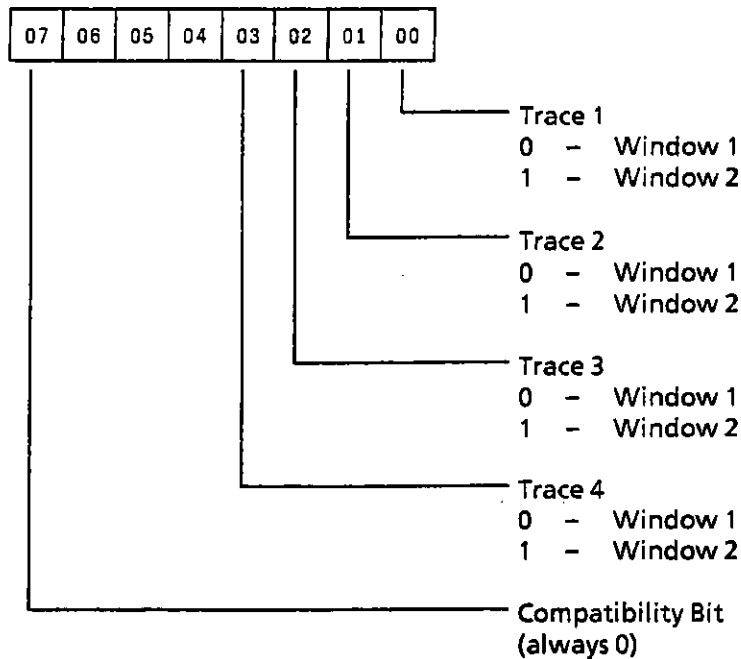 07 06 05 04 03 02 01 00
Trace 1
0 – Window 1
1 – Window 2
Trace 2
0 – Window 1
1 – Window 2
Trace 3
0 – Window 1
1 – Window 2
Trace 4
0 – Window 1
1 – Window 2
Compatibility Bit
(always 0)